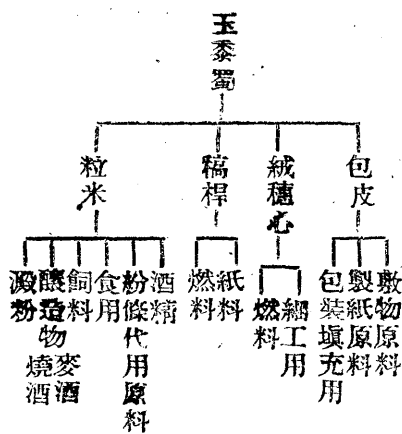 玉黍蜀
包皮
絨穗心
稿桿
粒米
敷物原料
製紙原料
包裝塡充用
細工用
燃料
紙料
燃料
酒精
粉條代用原料
食用
飼料
釀造物
麥酒
燒酒
澱粉